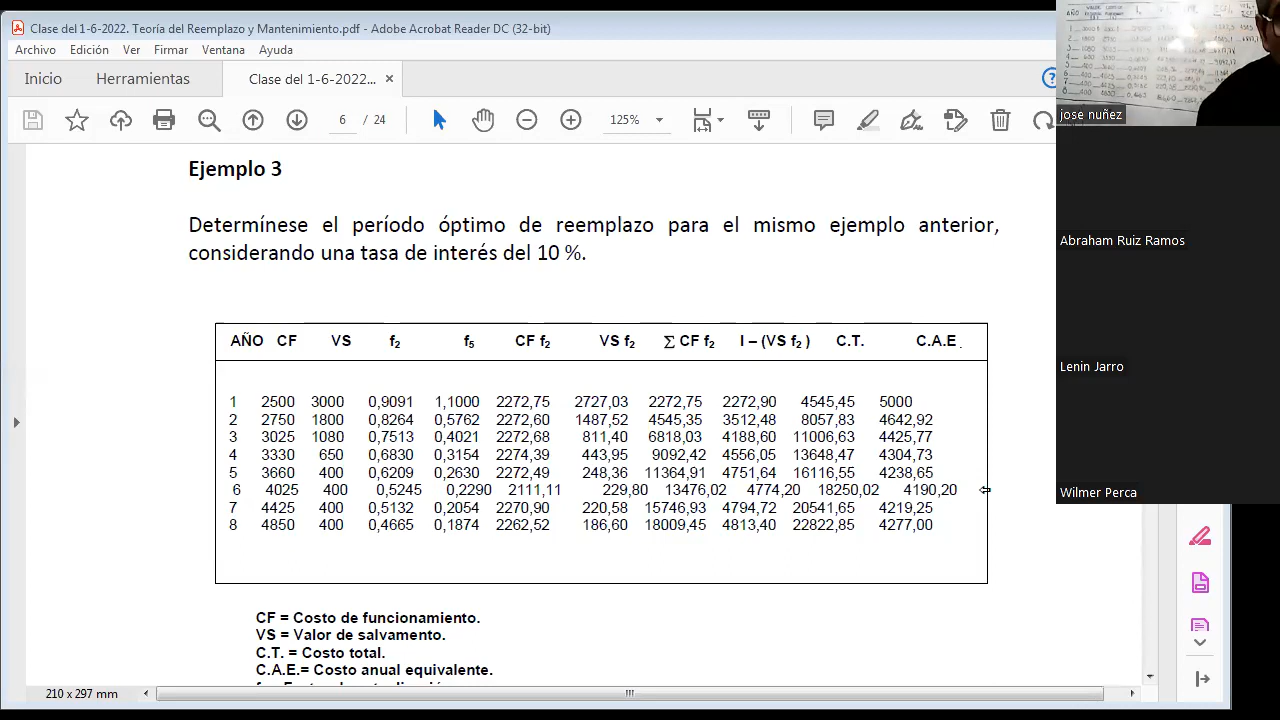 Clase del 1-6-2022. Teoría del Reemplazo y Mantenimiento.pdf - Adobe Acrobat Reader DC (32-bit)
Archivo Edición Ver Firmar Ventana Ayuda
Inicio Herramientas Clase del 1-6-2022... ×
6 / 24 125%
Ejemplo 3
Determínese el período óptimo de reemplazo para el mismo ejemplo anterior,
considerando una tasa de interés del 10 %.
AÑO CF VS f2 f5 CF f2 VS f2 ∑ CF f2 I – (VS f2 ) C.T. C.A.E .
1 2500 3000 0,9091 1,1000 2272,75 2727,03 2272,75 2272,90 4545,45 5000
2 2750 1800 0,8264 0,5762 2272,60 1487,52 4545,35 3512,48 8057,83 4642,92
3 3025 1080 0,7513 0,4021 2272,68 811,40 6818,03 4188,60 11006,63 4425,77
4 3330 650 0,6830 0,3154 2274,39 443,95 9092,42 4556,05 13648,47 4304,73
5 3660 400 0,6209 0,2630 2272,49 248,36 11364,91 4751,64 16116,55 4238,65
6 4025 400 0,5245 0,2290 2111,11 229,80 13476,02 4774,20 18250,02 4190,20 ⇦
7 4425 400 0,5132 0,2054 2270,90 220,58 15746,93 4794,72 20541,65 4219,25
8 4850 400 0,4665 0,1874 2262,52 186,60 18009,45 4813,40 22822,85 4277,00
CF = Costo de funcionamiento.
VS = Valor de salvamento.
C.T. = Costo total.
C.A.E.= Costo anual equivalente.
210 x 297 mm
jose nuñez
Abraham Ruiz Ramos
Lenin Jarro
Wilmer Perca